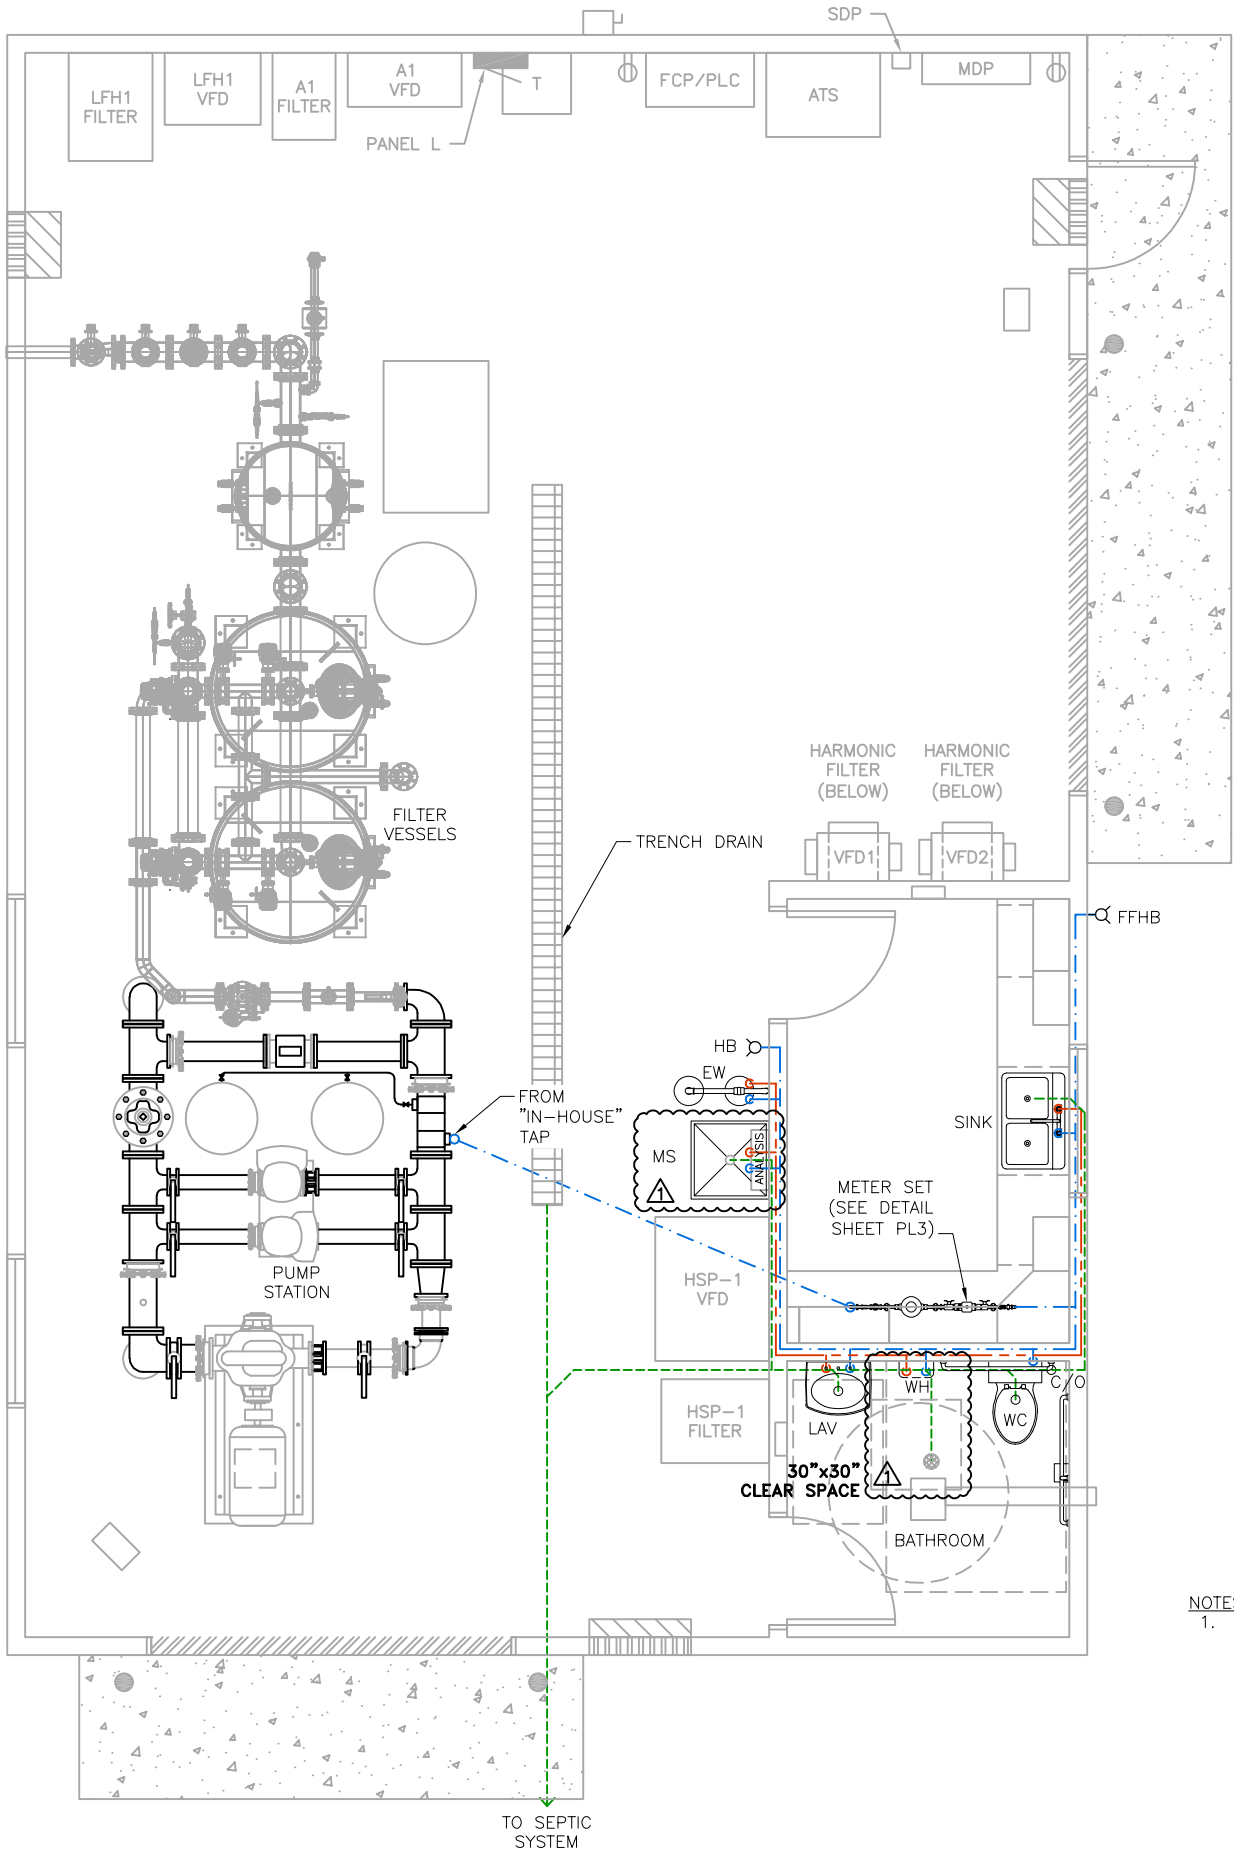 SDP
LFH1
FILTER
LFH1
VFD
A1
FILTER
A1
VFD
T
PANEL L
FCP/PLC
ATS
MDP
HARMONIC
FILTER
(BELOW)
HARMONIC
FILTER
(BELOW)
VFD1
VFD2
FILTER
VESSELS
TRENCH DRAIN
FFHB
HB
EW
FROM
"IN-HOUSE"
TAP
SINK
MS
ANALYSIS
1
METER SET
(SEE DETAIL
SHEET PL3)
PUMP
STATION
HSP-1
VFD
HSP-1
FILTER
LAV
WH
WC
C/O
30"x30"
CLEAR SPACE
1
BATHROOM
NOTES
1.
TO SEPTIC
SYSTEM